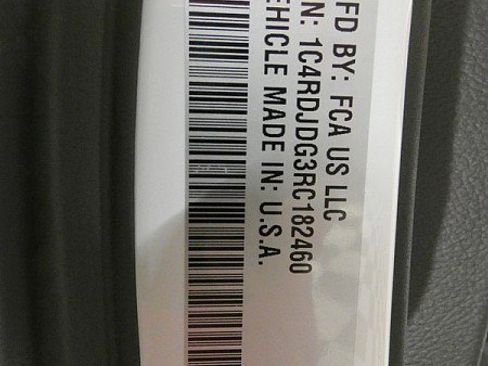 FD BY: FCA US LLC
N: 1C4RDJDG3RC182460
EHICLE MADE IN: U.S.A.